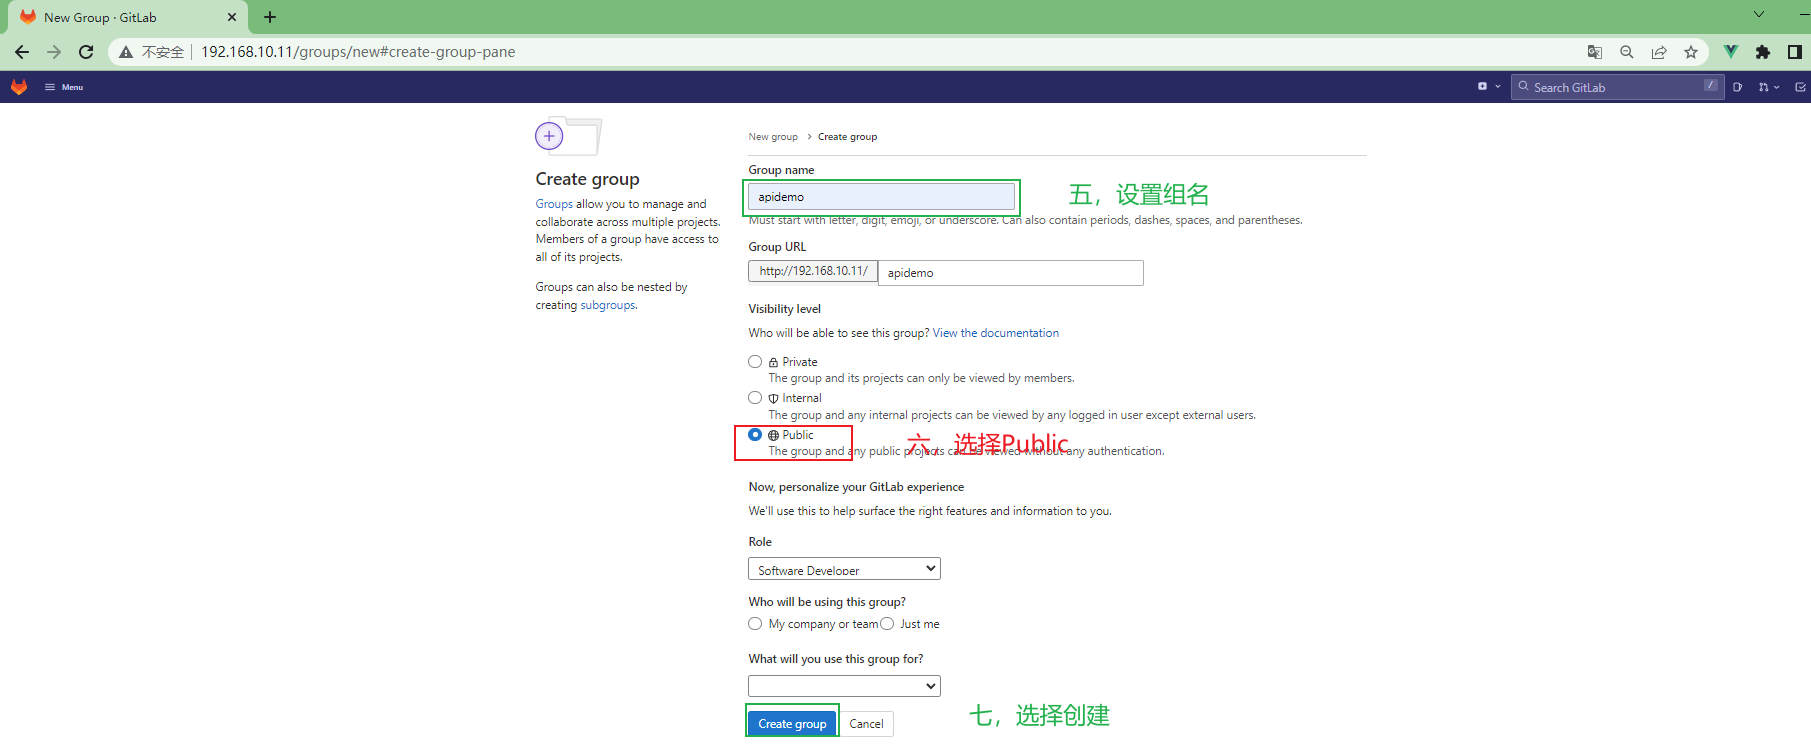 New Group · GitLab
不安全 192.168.10.11/groups/new#create-group-pane
Menu
Search GitLab
/
New group > Create group
Create group
Groups allow you to manage and
collaborate across multiple projects.
Members of a group have access to
all of its projects.
Groups can also be nested by
creating subgroups.
Group name
apidemo
五，设置组名
Must start with letter, digit, emoji, or underscore. Can also contain periods, dashes, spaces, and parentheses.
Group URL
http://192.168.10.11/ apidemo
Visibility level
Who will be able to see this group? View the documentation
Private
The group and its projects can only be viewed by members.
Internal
The group and any internal projects can be viewed by any logged in user except external users.
Public
六，选择Public
The group and any public projects can be viewed without any authentication.
Now, personalize your GitLab experience
We'll use this to help surface the right features and information to you.
Role
Software Developer
Who will be using this group?
My company or team Just me
What will you use this group for?
Create group Cancel
七，选择创建